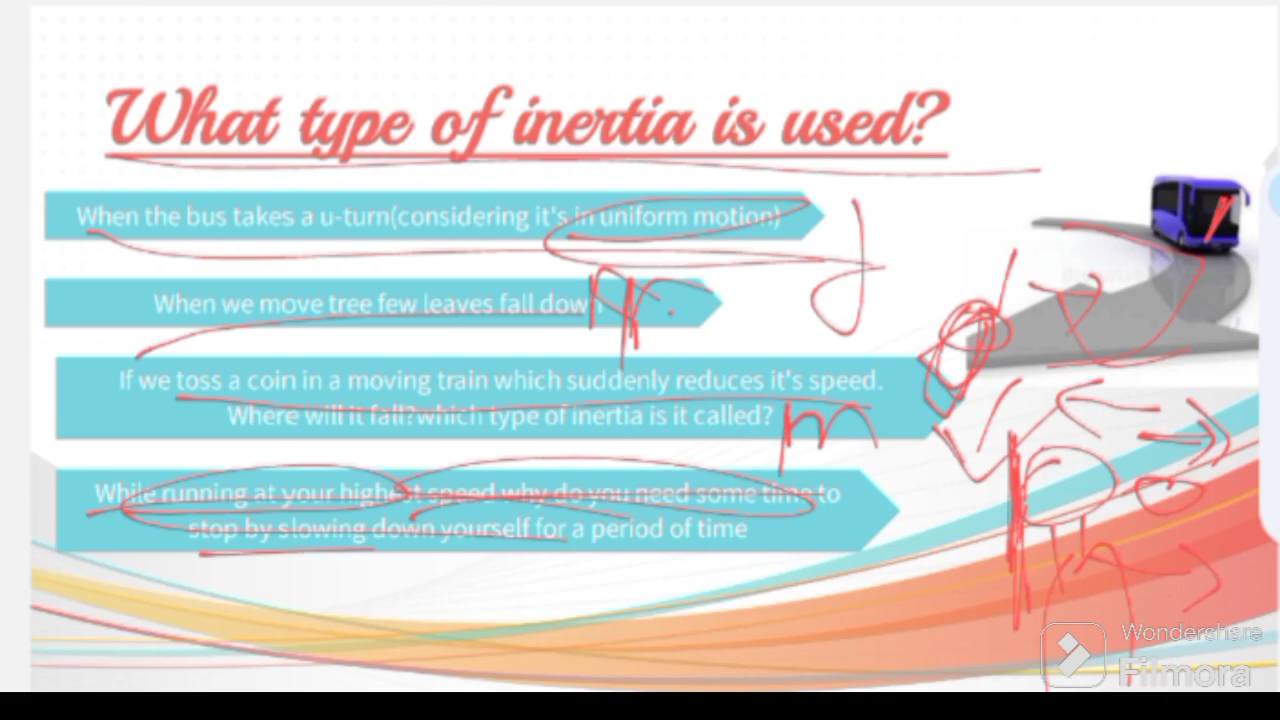 What type of inertia is used?
When the bus takes a u-turn(considering it's in uniform motion)
When we move tree few leaves fall down
If we toss a coin in a moving train which suddenly reduces it's speed.
Where will it fall?which type of inertia is it called?
m
While running at your highest speed why do you need some time to
stop by slowing down yourself for a period of time
Wondershare
Filmora